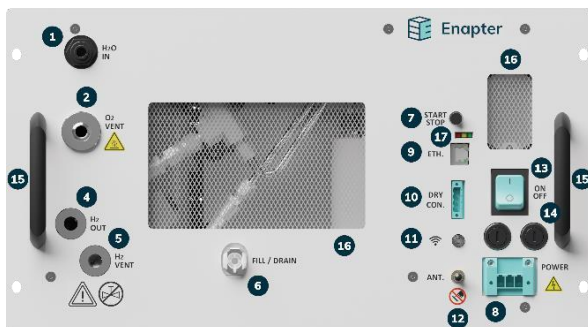 1
H2O
IN
Enapter
16
2
O2
VENT
7
START
STOP
17
9
ETH.
13
ON
OFF
15
15
4
H2
OUT
10
DRY
CON.
14
5
H2
VENT
11
16
FILL / DRAIN
6
ANT.
POWER
12
8